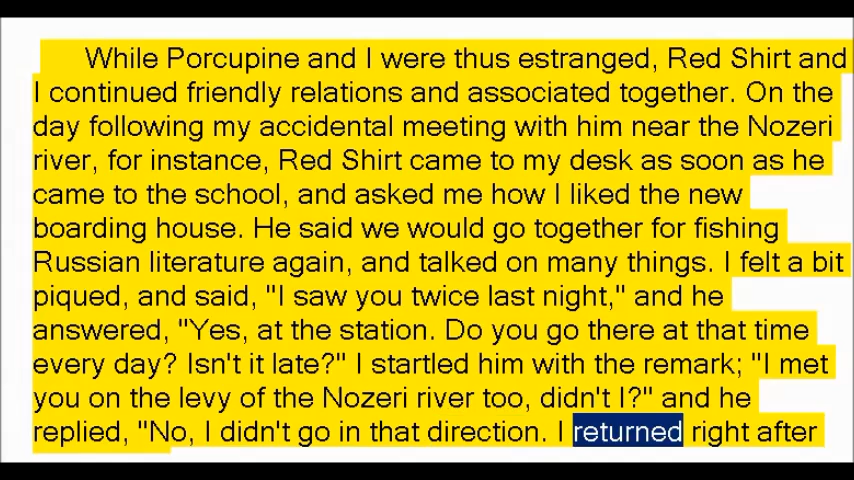 While Porcupine and I were thus estranged, Red Shirt and
I continued friendly relations and associated together. On the
day following my accidental meeting with him near the Nozeri
river, for instance, Red Shirt came to my desk as soon as he
came to the school, and asked me how I liked the new
boarding house. He said we would go together for fishing
Russian literature again, and talked on many things. I felt a bit
piqued, and said, "I saw you twice last night," and he
answered, "Yes, at the station. Do you go there at that time
every day? Isn't it late?" I startled him with the remark; "I met
you on the levy of the Nozeri river too, didn't I?" and he
replied, "No, I didn't go in that direction. I returned right after